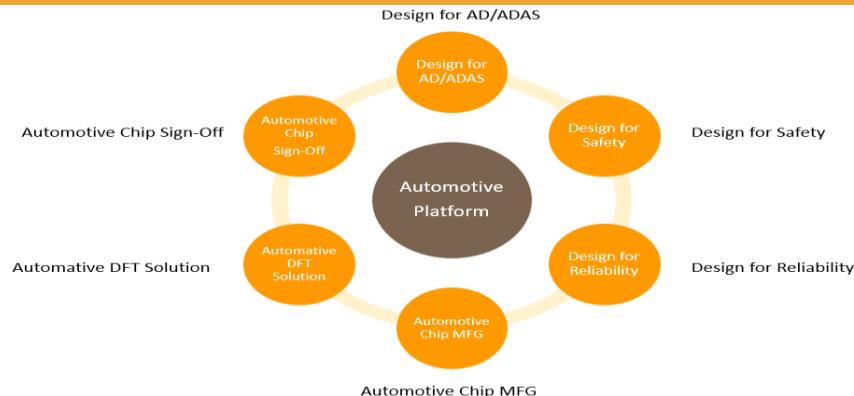 Design for AD/ADAS
Design for
AD/ADAS
Automotive Chip Sign-Off
Automotive
Chip
Sign-Off
Design for
Safety
Design for Safety
Automotive
Platform
Automative DFT Solution
Automative
DFT
Solution
Design for
Reliability
Design for Reliability
Automotive
Chip MFG
Automotive Chip MFG